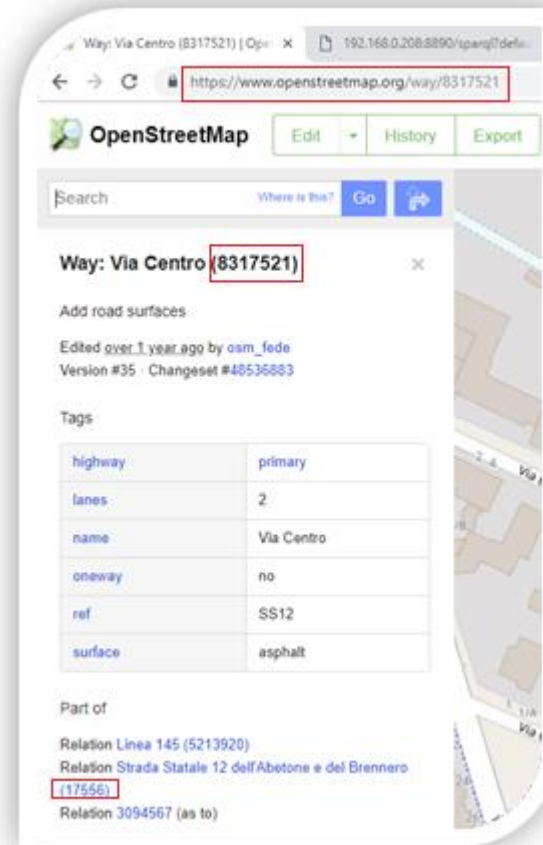 Way: Via Centro (8317521) | Ope
192.168.0.208:8890/sparql?defau...
https://www.openstreetmap.org/way/8317521
OpenStreetMap
Edit
History
Export
Search
Where is this?
Go
Way: Via Centro (8317521)
Add road surfaces
Edited over 1 year ago by osm_fede
Version #35 · Changeset #48536883
Tags
highway primary
lanes 2
name Via Centro
oneway no
ref SS12
surface asphalt
Part of
Relation Linea 145 (5213920)
Relation Strada Statale 12 dell'Abetone e del Brennero
(17556)
Relation 3094567 (as to)
Via
Via